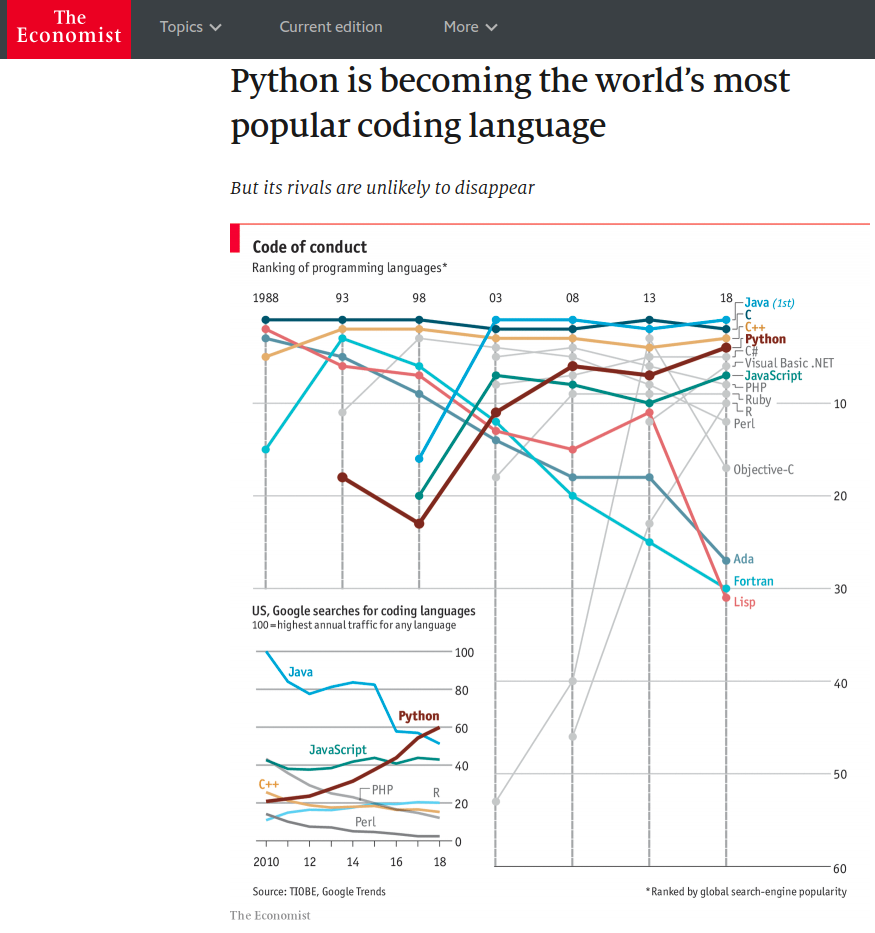 The
Economist
Topics
Current edition
More
Python is becoming the world's most
popular coding language
But its rivals are unlikely to disappear
Code of conduct
Ranking of programming languages*
1988 93 98 03 08 13 18
Java (1st)
C
C++
Python
C#
Visual Basic .NET
JavaScript
PHP
Ruby
R
Perl
Objective-C
Ada
Fortran
Lisp
10
20
30
40
50
60
US, Google searches for coding languages
100=highest annual traffic for any language
100
80
60
40
20
0
Java
Python
JavaScript
C++
PHP
R
Perl
2010 12 14 16 18
Source: TIOBE, Google Trends
*Ranked by global search-engine popularity
The Economist